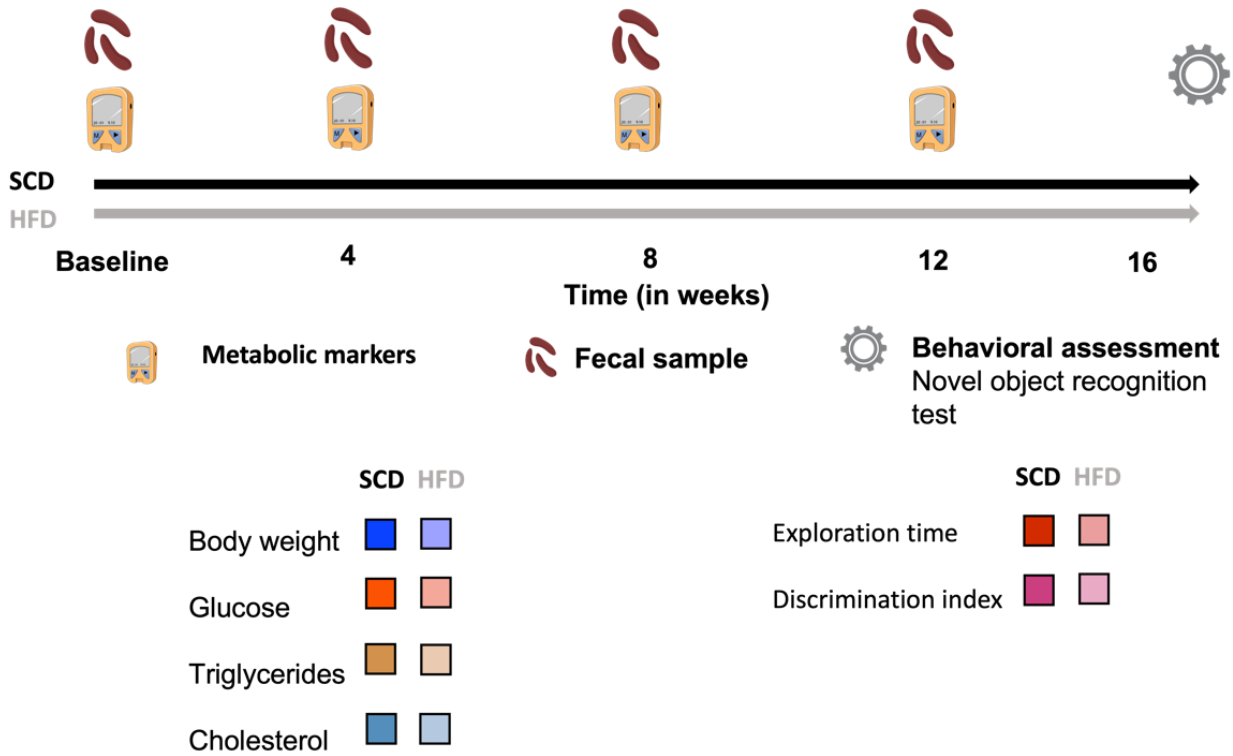 SCD
HFD
Baseline 4 8 12 16
Time (in weeks)
Metabolic markers
Fecal sample
Behavioral assessment
Novel object recognition
test
SCD HFD
Body weight
Glucose
Triglycerides
Cholesterol
SCD HFD
Exploration time
Discrimination index